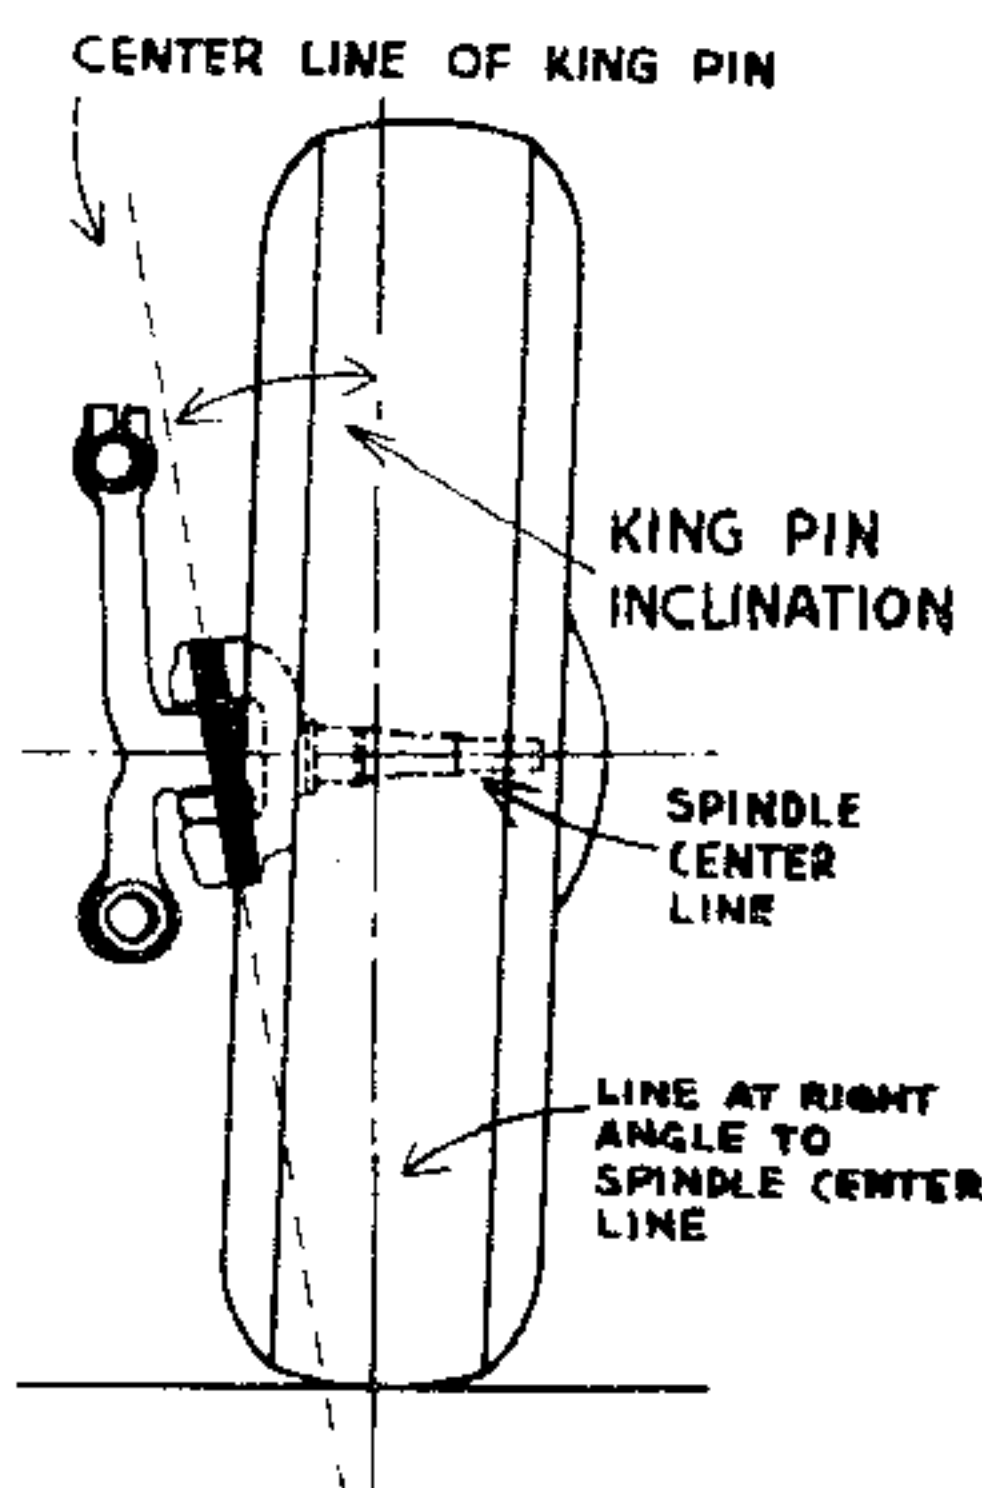 CENTER LINE OF KING PIN
KING PIN
INCLINATION
SPINDLE
CENTER
LINE
LINE AT RIGHT
ANGLE TO
SPINDLE CENTER
LINE